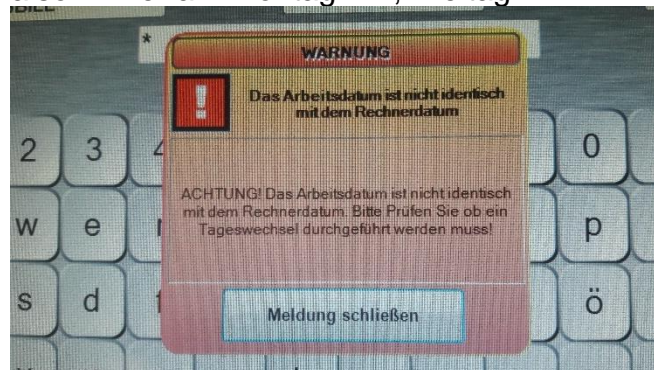 *
WARNUNG
Das Arbeitsdatum ist nicht identisch
mit dem Rechnerdatum
2 3 4 0
ACHTUNG! Das Arbeitsdatum ist nicht identisch
mit dem Rechnerdatum. Bitte Prüfen Sie ob ein
Tageswechsel durchgeführt werden muss!
w e r p
s d f ö
Meldung schließen